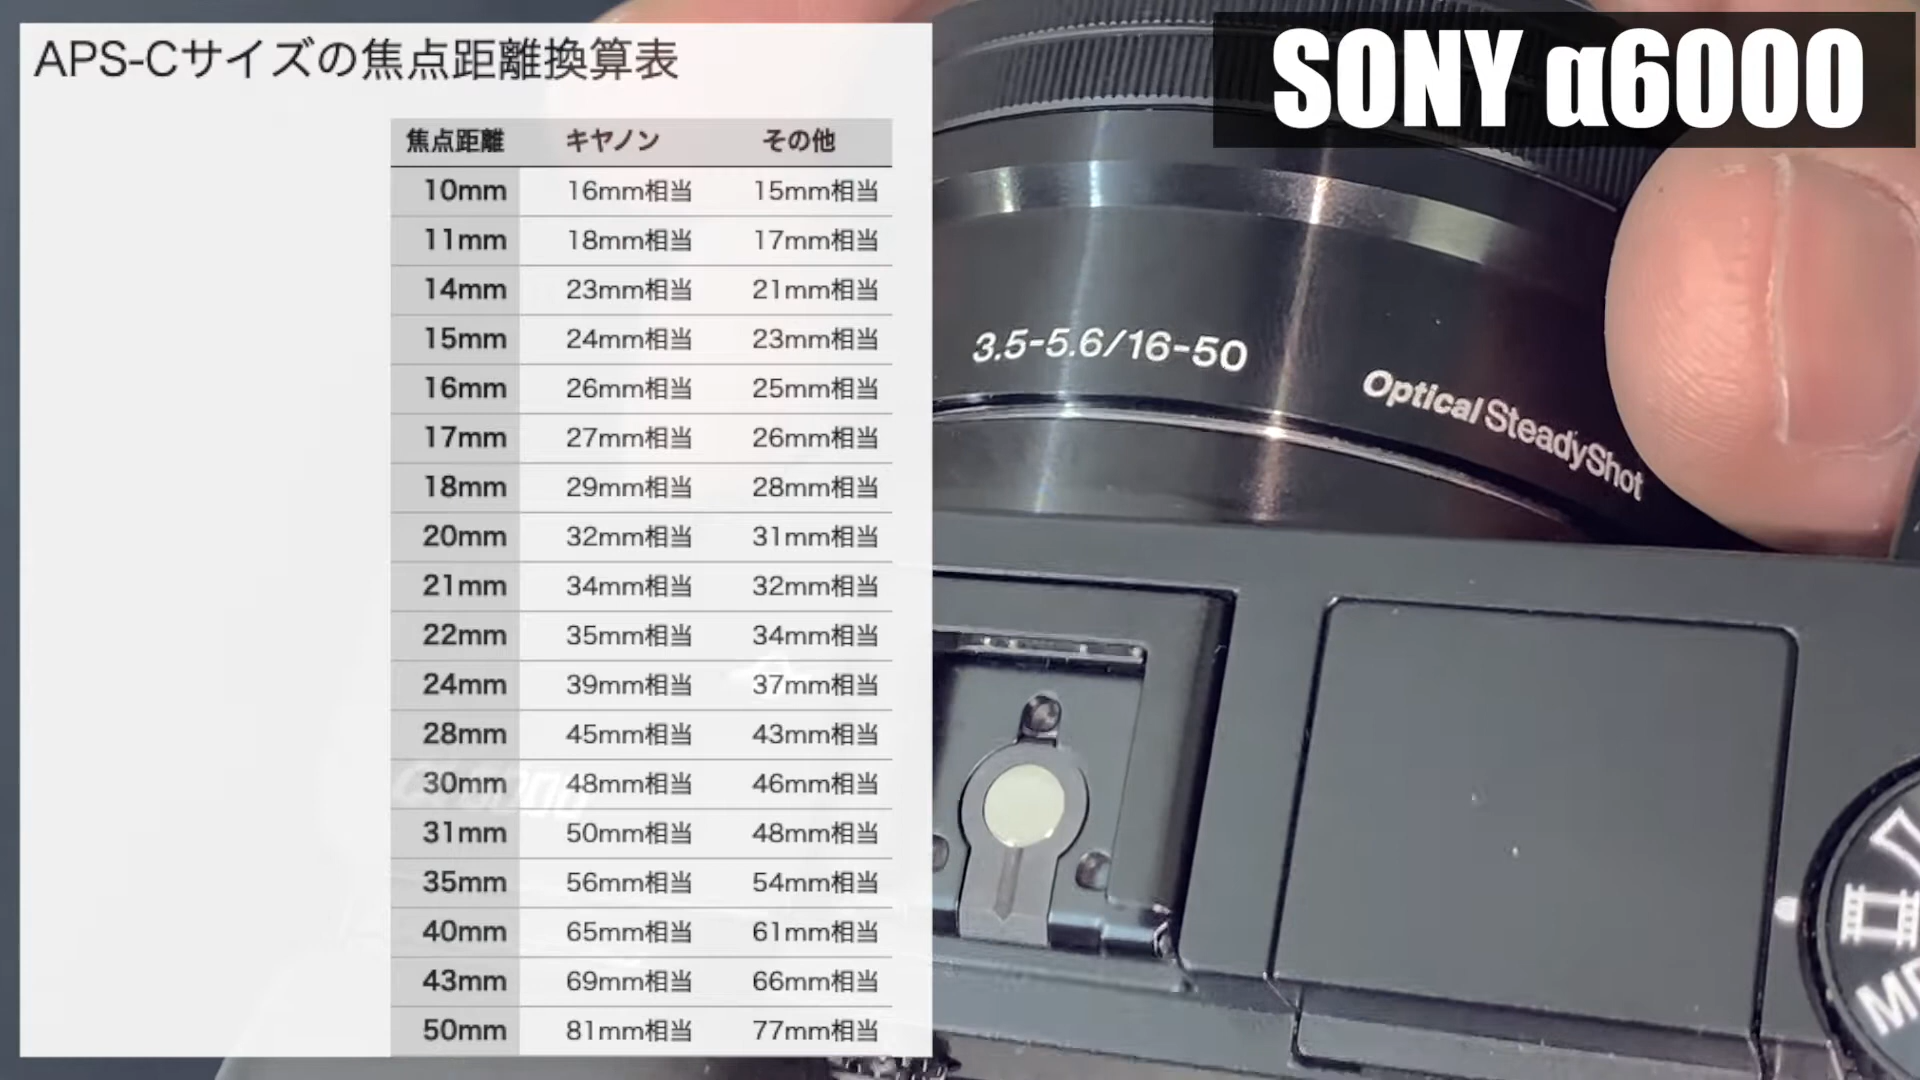 APS-Cサイズの焦点距離換算表
焦点距離 キヤノン その他
10mm 16mm相当 15mm相当
11mm 18mm相当 17mm相当
14mm 23mm相当 21mm相当
15mm 24mm相当 23mm相当
16mm 26mm相当 25mm相当
17mm 27mm相当 26mm相当
18mm 29mm相当 28mm相当
20mm 32mm相当 31mm相当
21mm 34mm相当 32mm相当
22mm 35mm相当 34mm相当
24mm 39mm相当 37mm相当
28mm 45mm相当 43mm相当
30mm 48mm相当 46mm相当
31mm 50mm相当 48mm相当
35mm 56mm相当 54mm相当
40mm 65mm相当 61mm相当
43mm 69mm相当 66mm相当
50mm 81mm相当 77mm相当
SONY α6000
3.5-5.6/16-50
Optical SteadyShot